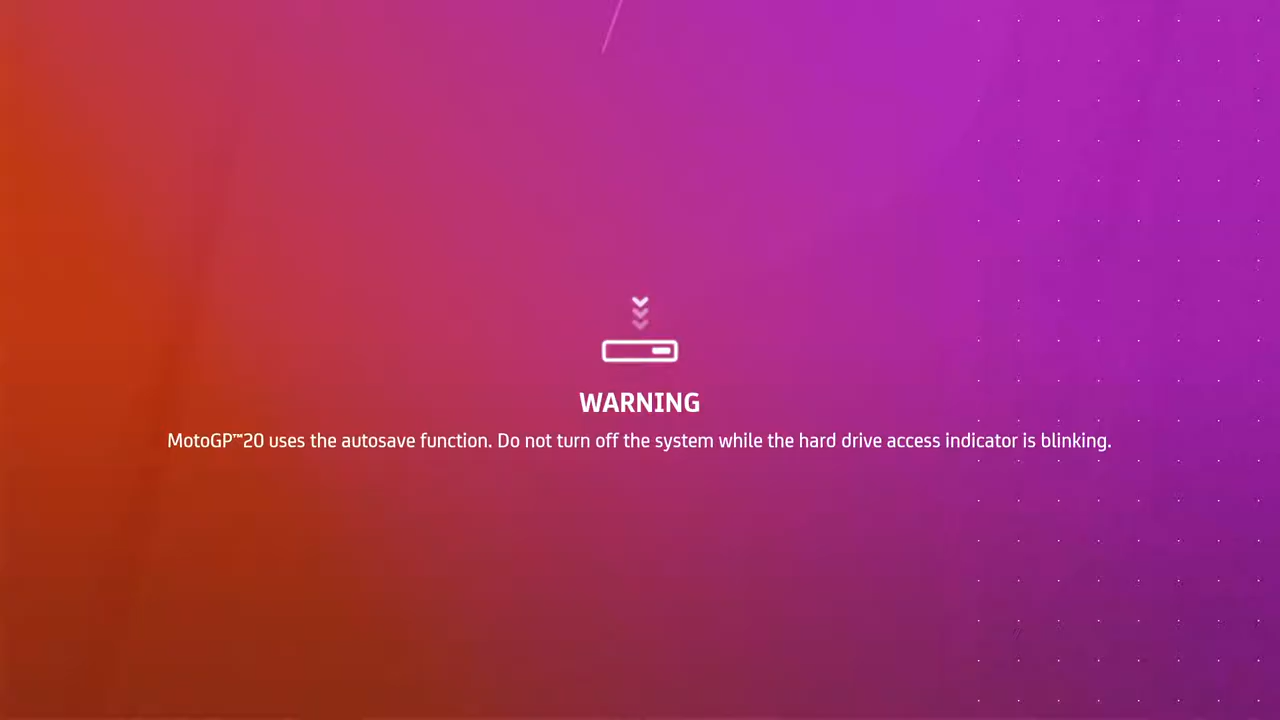 WARNING
MotoGP™20 uses the autosave function. Do not turn off the system while the hard drive access indicator is blinking.